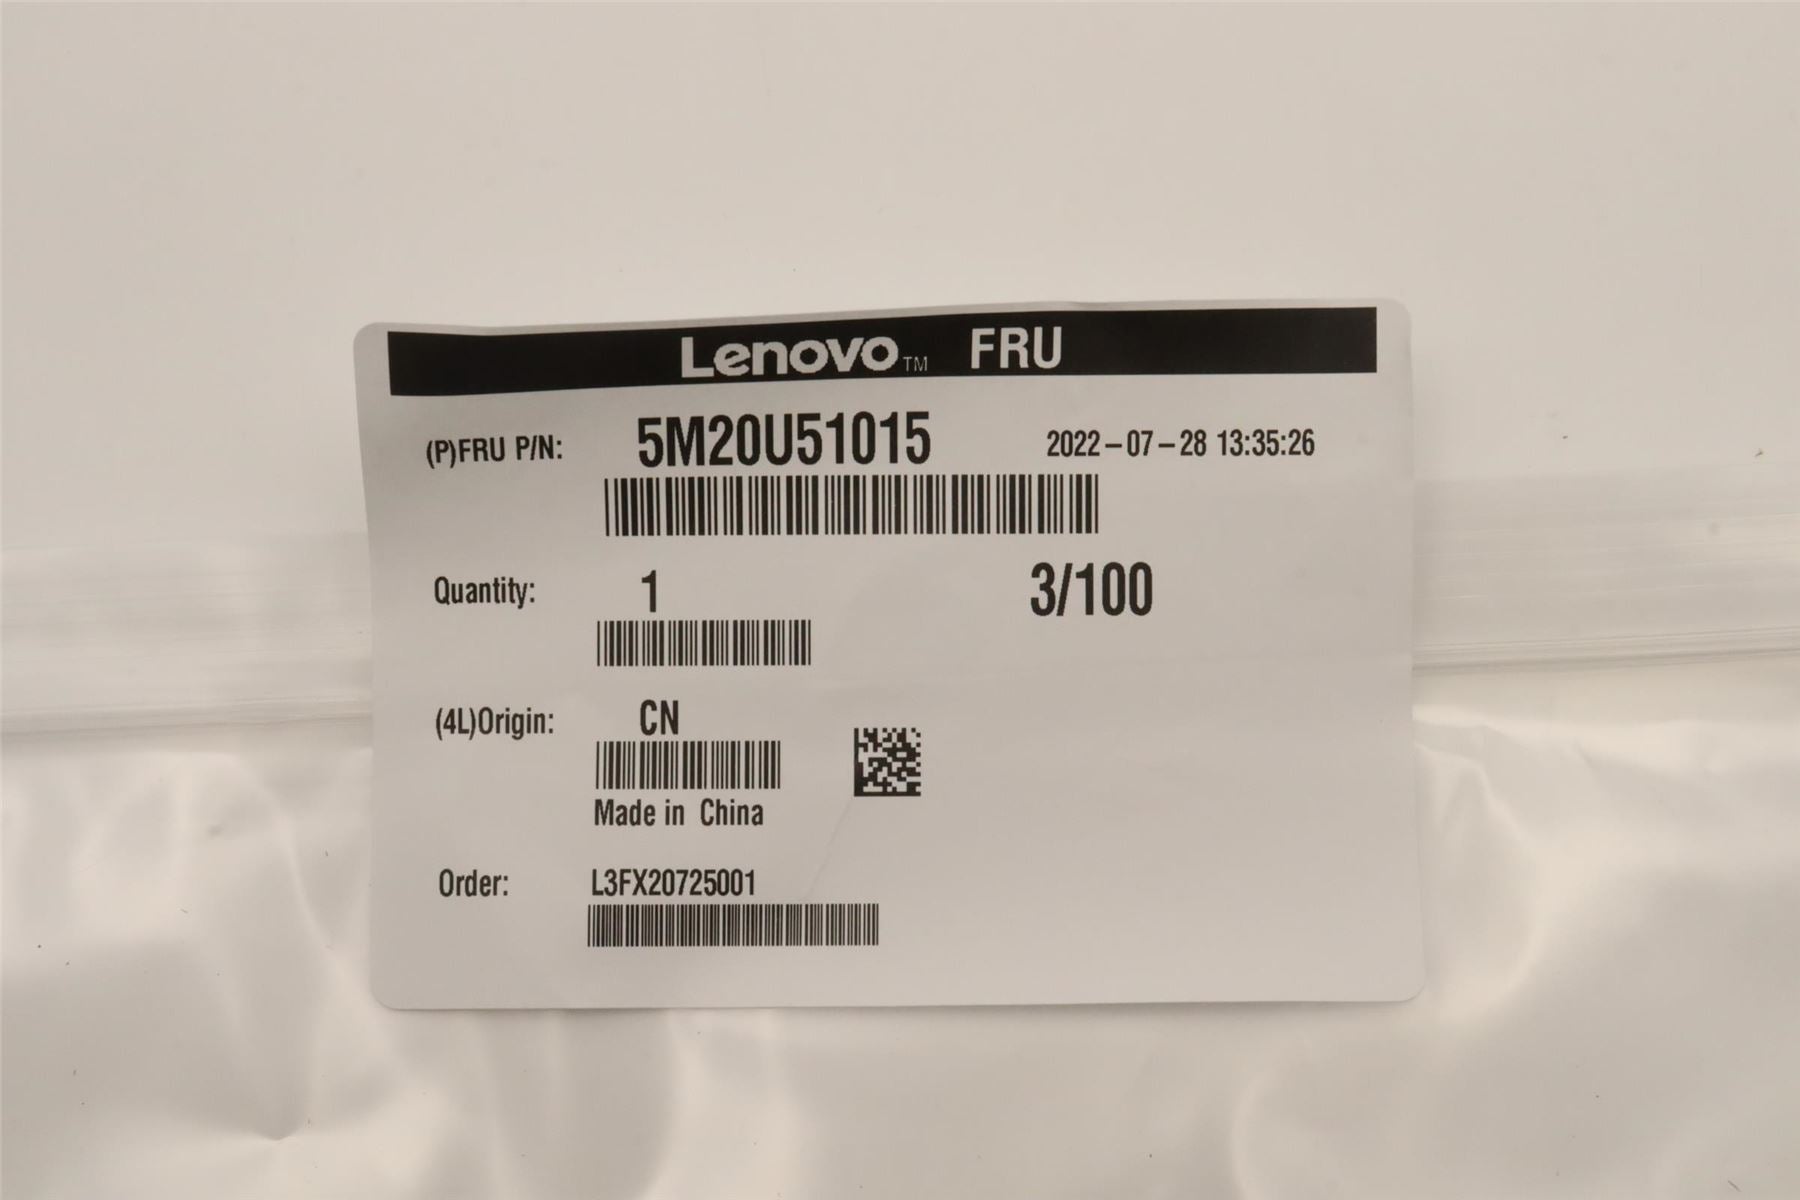 Lenovo™ FRU
(P)FRU P/N: 5M20U51015 2022-07-28 13:35:26
Quantity: 1 3/100
(4L)Origin: CN
Made in China
Order: L3FX20725001